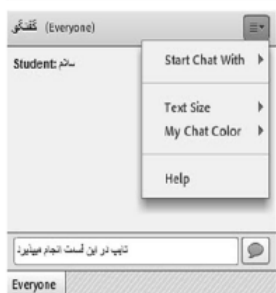 گفتگو (Everyone)
Student: سلام
Start Chat With
Text Size
My Chat Color
Help
تایپ در این قسمت انجام میپذیرد
Everyone